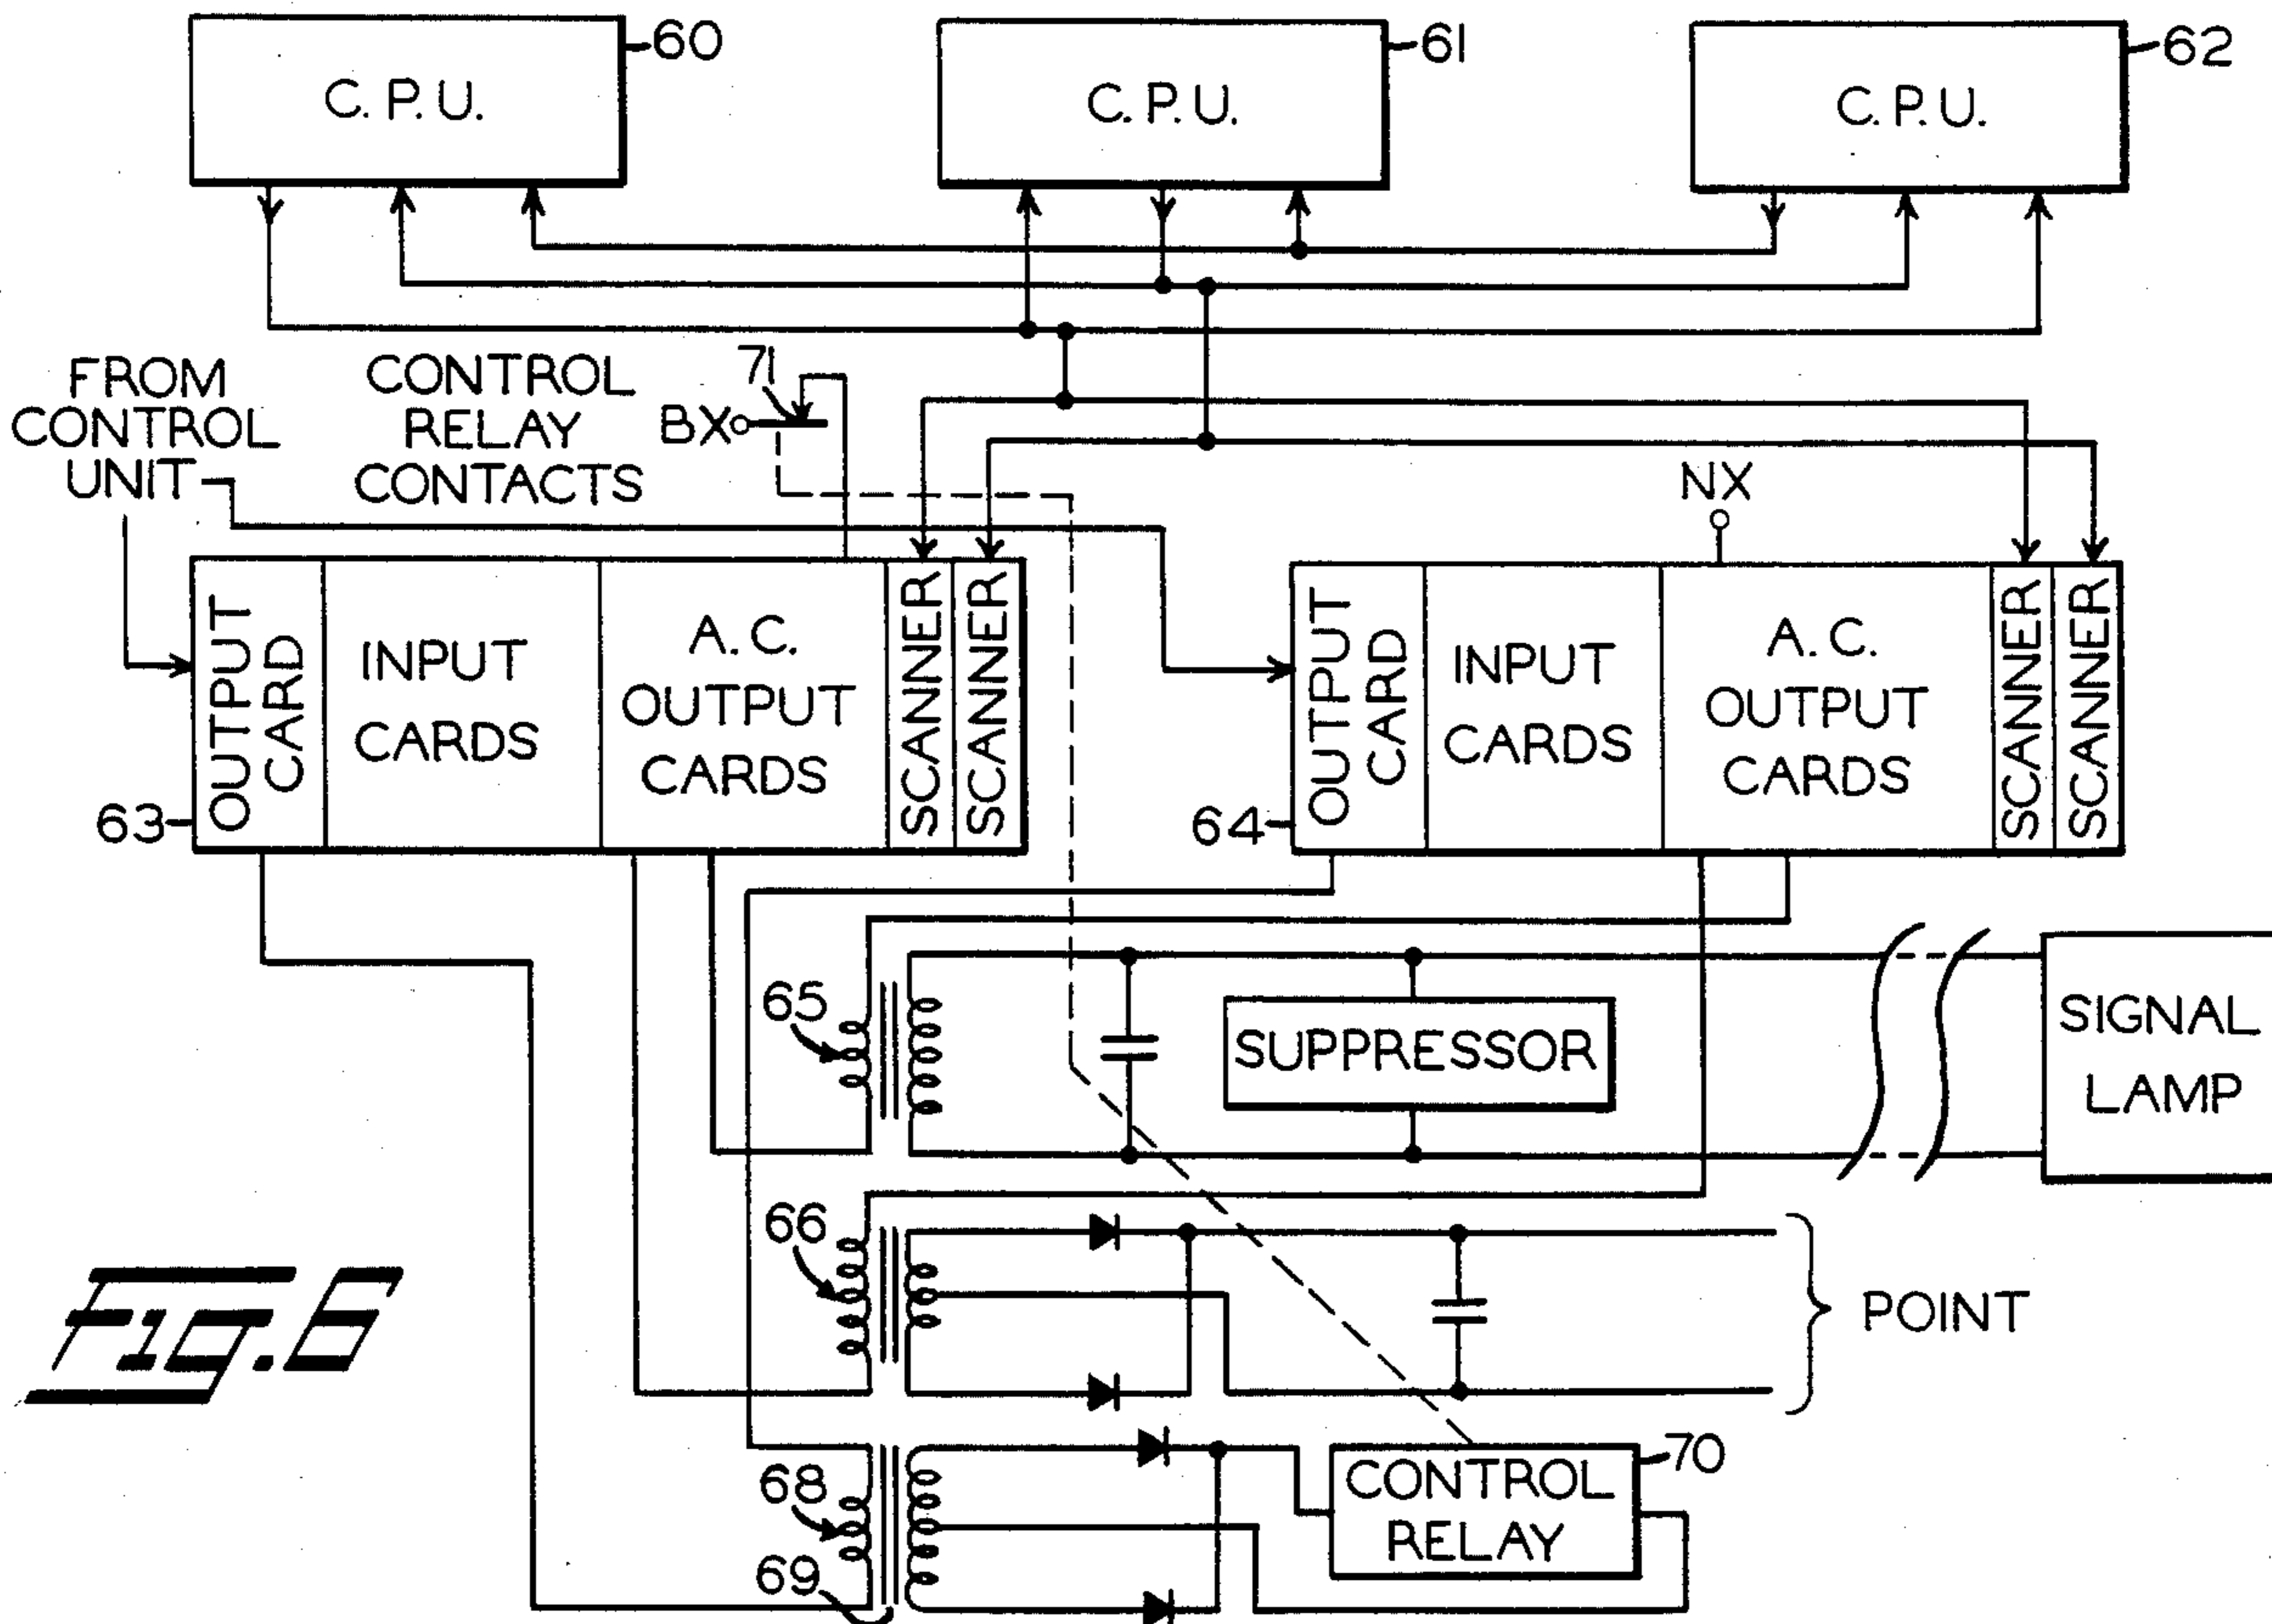 60
C.P.U.
61
C.P.U.
62
C.P.U.
FROM
CONTROL
UNIT
CONTROL
RELAY
CONTACTS
71
BX
NX
OUTPUT
CARD
INPUT
CARDS
A.C.
OUTPUT
CARDS
SCANNER
SCANNER
63
OUTPUT
CARD
INPUT
CARDS
A.C.
OUTPUT
CARDS
SCANNER
SCANNER
64
65
SUPPRESSOR
SIGNAL
LAMP
66
POINT
Fig.6
68
69
CONTROL
RELAY
70